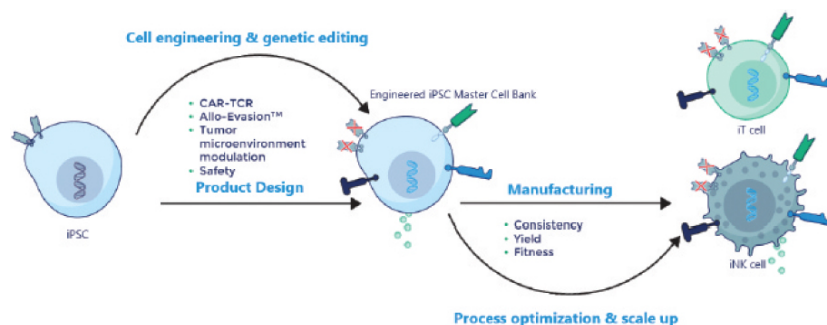 Cell engineering & genetic editing
Engineered iPSC Master Cell Bank
CAR-TCR
Allo-Evasion™
Tumor
microenvironment
modulation
Safety
Product Design
iPSC
Manufacturing
Consistency
Yield
Fitness
iT cell
iNK cell
Process optimization & scale up